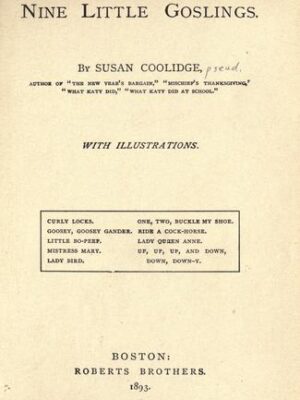 NINE LITTLE GOSLINGS.
BY SUSAN COOLIDGE, pseud.
AUTHOR OF "THE NEW YEAR'S BARGAIN," "MISCHIEF'S THANKSGIVING,"
"WHAT KATY DID," "WHAT KATY DID AT SCHOOL."
WITH ILLUSTRATIONS.
CURLY LOCKS. ONE, TWO, BUCKLE MY SHOE.
GOOSEY, GOOSEY GANDER. RIDE A COCK-HORSE.
LITTLE BO-PEEP. LADY QUEEN ANNE.
MISTRESS MARY. UP, UP, UP, AND DOWN,
LADY BIRD. DOWN, DOWN-Y.
BOSTON:
ROBERTS BROTHERS.
1893.